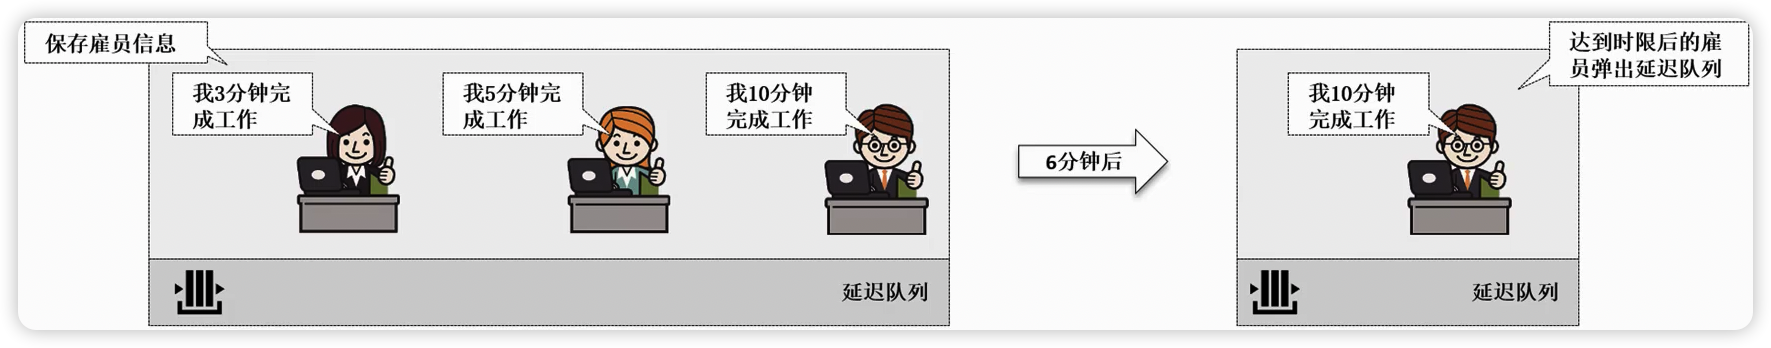 保存雇员信息
我3分钟完
成工作
我5分钟完
成工作
我10分钟
完成工作
延迟队列
6分钟后
达到时限后的雇
员弹出延迟队列
我10分钟
完成工作
延迟队列